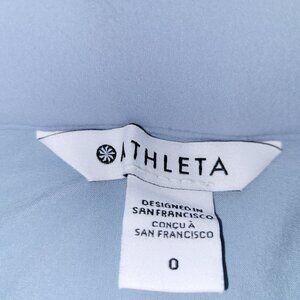 ATHLETA
DESIGNED IN
SAN FRANCISCO
CONÇU À
SAN FRANCISCO
0